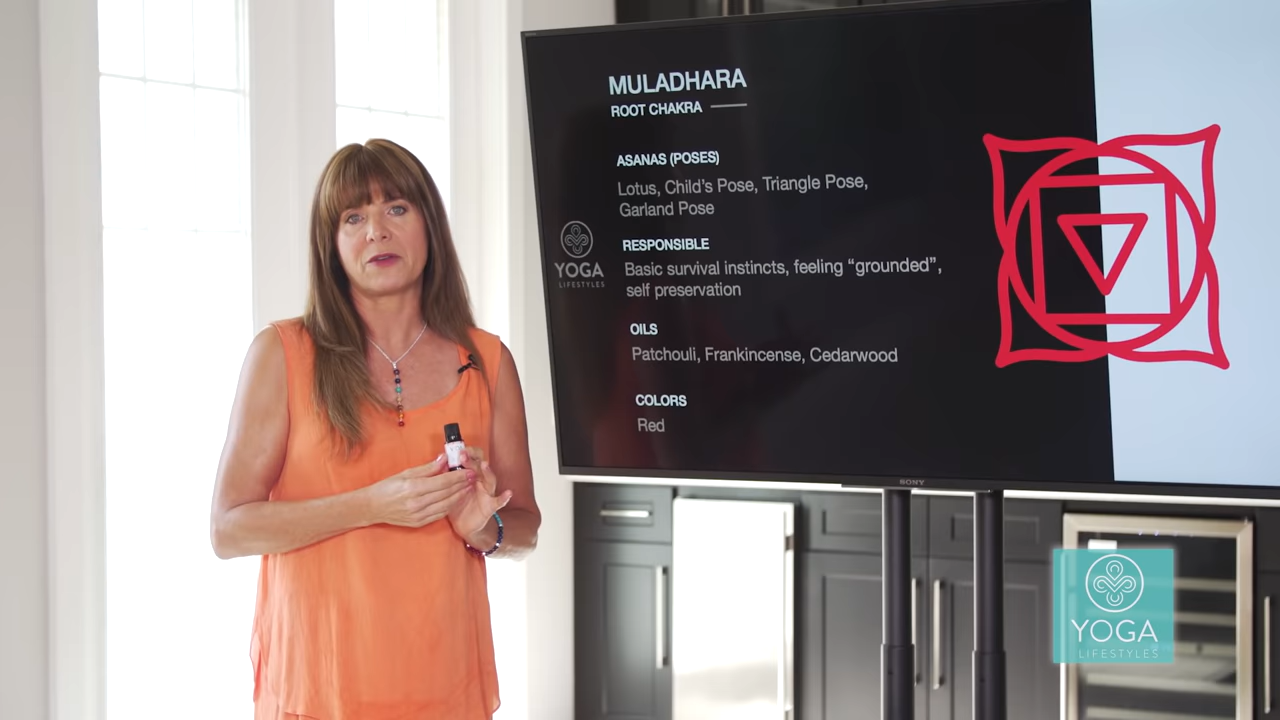 MULADHARA
ROOT CHAKRA
ASANAS (POSES)
Lotus, Child's Pose, Triangle Pose,
Garland Pose
RESPONSIBLE
Basic survival instincts, feeling “grounded”,
self preservation
OILS
Patchouli, Frankincense, Cedarwood
COLORS
Red
YOGA
LIFESTYLES
SONY
YOGA
LIFESTYLES